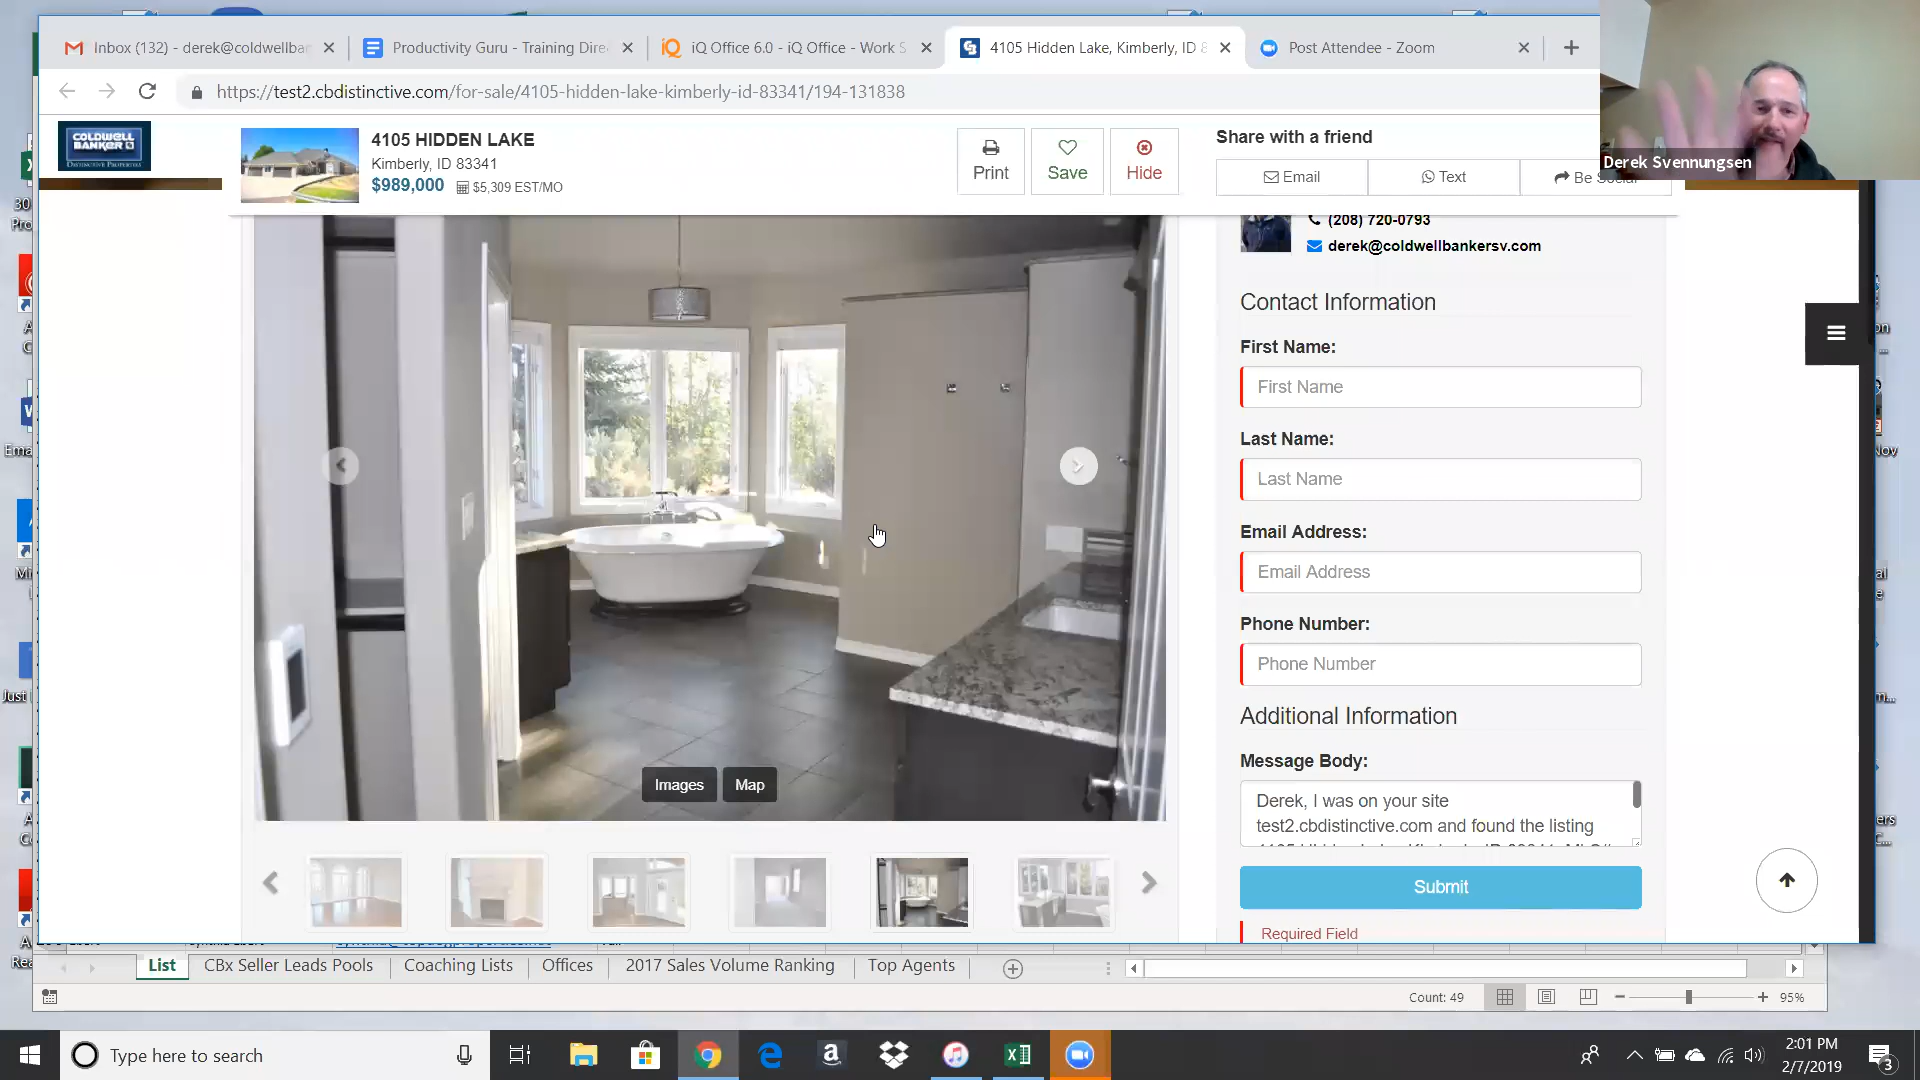 Inbox (132) - derek@coldwellba
Productivity Guru - Training Dire
iQ Office 6.0 - iQ Office - Work S
4105 Hidden Lake, Kimberly, ID 8
Post Attendee - Zoom
https://test2.cbdistinctive.com/for-sale/4105-hidden-lake-kimberly-id-83341/194-131838
COLDWELL BANKER
DISTINCTIVE PROPERTIES
4105 HIDDEN LAKE
Kimberly, ID 83341
$989,000 $5,309 EST/MO
Print
Save
Hide
Share with a friend
Email
Text
Be Social
Derek Svennungsen
(208) 720-0793
derek@coldwellbankersv.com
Contact Information
First Name:
First Name
Last Name:
Last Name
Email Address:
Email Address
Phone Number:
Phone Number
Additional Information
Message Body:
Derek, I was on your site
test2.cbdistinctive.com and found the listing
Submit
Required Field
Images
Map
List
CBx Seller Leads Pools
Coaching Lists
Offices
2017 Sales Volume Ranking
Top Agents
Count: 49
95%
Type here to search
2:01 PM
2/7/2019
3